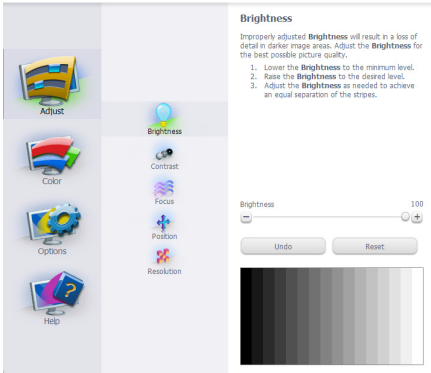 Adjust
Color
Options
Help
Brightness
Contrast
Focus
Position
Resolution
Brightness
Improperly adjusted Brightness will result in a loss of
detail in darker image areas. Adjust the Brightness for
the best possible picture quality.
1. Lower the Brightness to the minimum level.
2. Raise the Brightness to the desired level.
3. Adjust the Brightness as needed to achieve
an equal separation of the stripes.
Brightness 100
Undo Reset